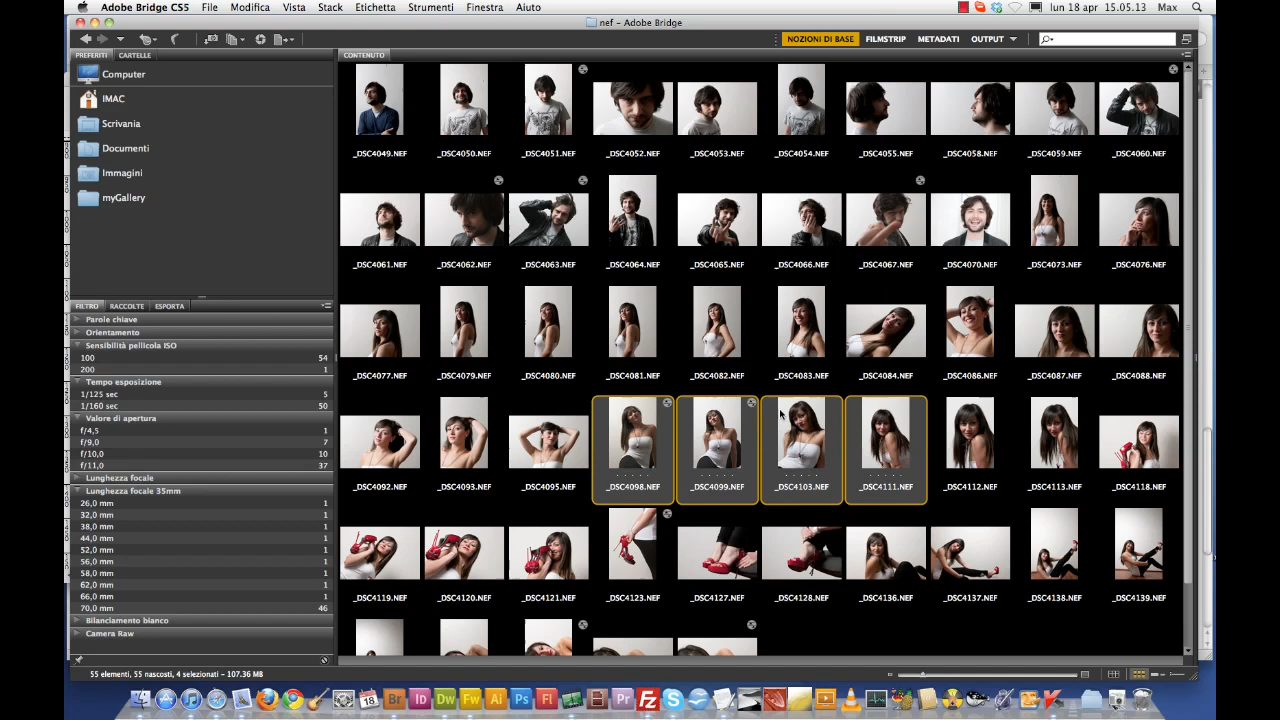 Adobe Bridge CS5 File Modifica Vista Stack Etichetta Strumenti Finestra Aiuto lun 18 apr 15.05.13 Max
nef – Adobe Bridge
NOZIONI DI BASE FILMSTRIP METADATI OUTPUT
PREFERITI CARTELLE CONTENUTO
Computer
IMAC
Scrivania
Documenti
Immagini
myGallery
_DSC4049.NEF _DSC4050.NEF _DSC4051.NEF _DSC4052.NEF _DSC4053.NEF _DSC4054.NEF _DSC4055.NEF _DSC4058.NEF _DSC4059.NEF _DSC4060.NEF
_DSC4061.NEF _DSC4062.NEF _DSC4063.NEF _DSC4064.NEF _DSC4065.NEF _DSC4066.NEF _DSC4067.NEF _DSC4070.NEF _DSC4073.NEF _DSC4076.NEF
_DSC4077.NEF _DSC4079.NEF _DSC4080.NEF _DSC4081.NEF _DSC4082.NEF _DSC4083.NEF _DSC4084.NEF _DSC4086.NEF _DSC4087.NEF _DSC4088.NEF
_DSC4092.NEF _DSC4093.NEF _DSC4095.NEF _DSC4098.NEF _DSC4099.NEF _DSC4103.NEF _DSC4111.NEF _DSC4112.NEF _DSC4113.NEF _DSC4118.NEF
_DSC4119.NEF _DSC4120.NEF _DSC4121.NEF _DSC4123.NEF _DSC4127.NEF _DSC4128.NEF _DSC4136.NEF _DSC4137.NEF _DSC4138.NEF _DSC4139.NEF
FILTRO RACCOLTE ESPORTA
Parole chiave
Orientamento
Sensibilità pellicola ISO
100 54
200 1
Tempo esposizione
1/125 sec 5
1/160 sec 50
Valore di apertura
f/4,5 1
f/9,0 7
f/10,0 10
f/11,0 37
Lunghezza focale
Lunghezza focale 35mm
26,0 mm 1
32,0 mm 1
38,0 mm 1
44,0 mm 1
52,0 mm 1
56,0 mm 1
58,0 mm 1
62,0 mm 1
66,0 mm 1
70,0 mm 46
Bilanciamento bianco
Camera Raw
55 elementi, 55 nascosti, 4 selezionati – 107.36 MB
18
Br Id Dw Fw Ai Ps Fl Pr Fz